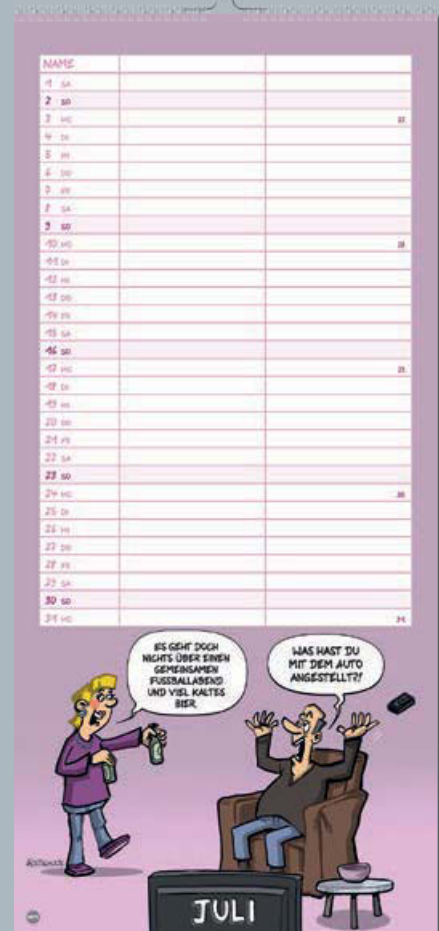 NAME
1 SA
2 SO
3 MO
4 DI
5 MI
6 DO
7 FR
8 SA
9 SO
10 MO
11 DI
12 MI
13 DO
14 FR
15 SA
16 SO
17 MO
18 DI
19 MI
20 DO
21 FR
22 SA
23 SO
24 MO
25 DI
26 MI
27 DO
28 FR
29 SA
30 SO
31 MO
31
ES GEHT DOCH
NICHTS ÜBER EINEN
GEMEINSAMEN
FUSSBALLABEND
UND VIEL KALTES
BIER.
WAS HAST DU
MIT DEM AUTO
ANGESTELLT?!
JULI